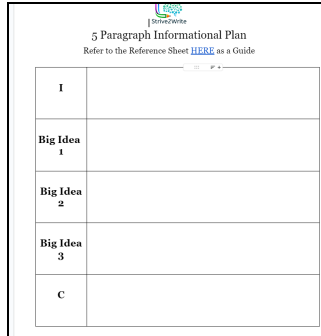 Strive2Write
5 Paragraph Informational Plan
Refer to the Reference Sheet HERE as a Guide
I
Big Idea
1
Big Idea
2
Big Idea
3
C